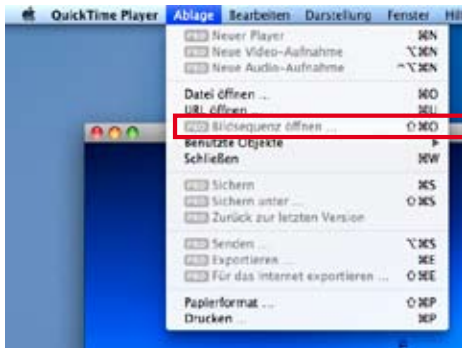 QuickTime Player Ablage Bearbeiten Darstellung Fenster Hil
PRO Neuer Player ⌘N
PRO Neue Video-Aufnahme ⌥⌘N
PRO Neue Audio-Aufnahme ^⌥⌘N
Datei öffnen ... ⌘O
URL öffnen ... ⌘U
PRO Bildsequenz öffnen ... ⇧⌘O
Benutzte Objekte ▶
Schließen ⌘W
PRO Sichern ⌘S
PRO Sichern unter ... ⇧⌘S
PRO Zurück zur letzten Version
PRO Senden ... ⌥⌘S
PRO Exportieren ... ⌘E
PRO Für das Internet exportieren ... ⇧⌘E
Papierformat ... ⇧⌘P
Drucken ... ⌘P